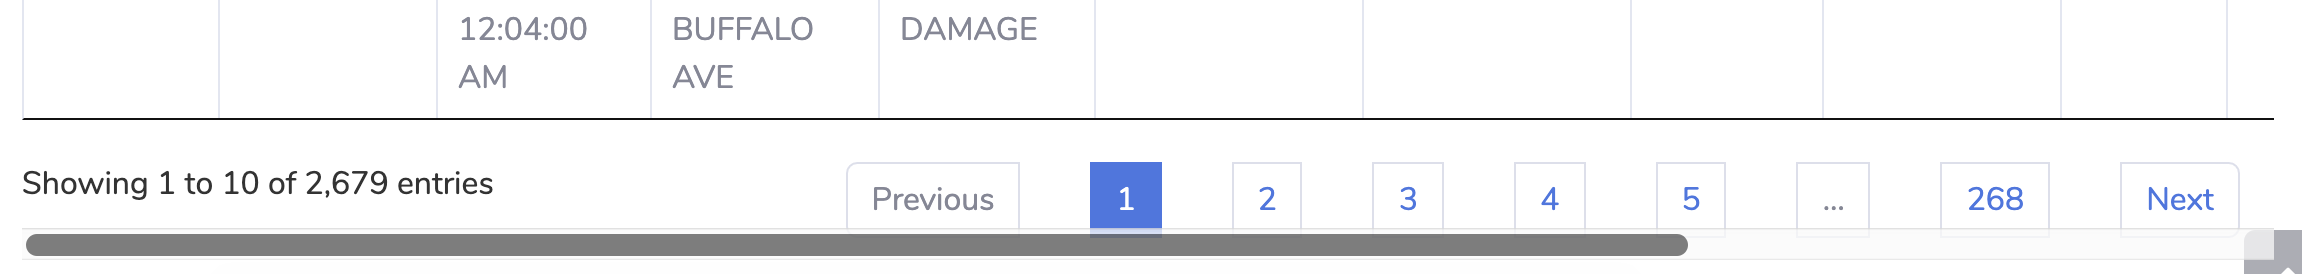 12:04:00 BUFFALO DAMAGE
AM AVE
Showing 1 to 10 of 2,679 entries
Previous 1 2 3 4 5 ... 268 Next